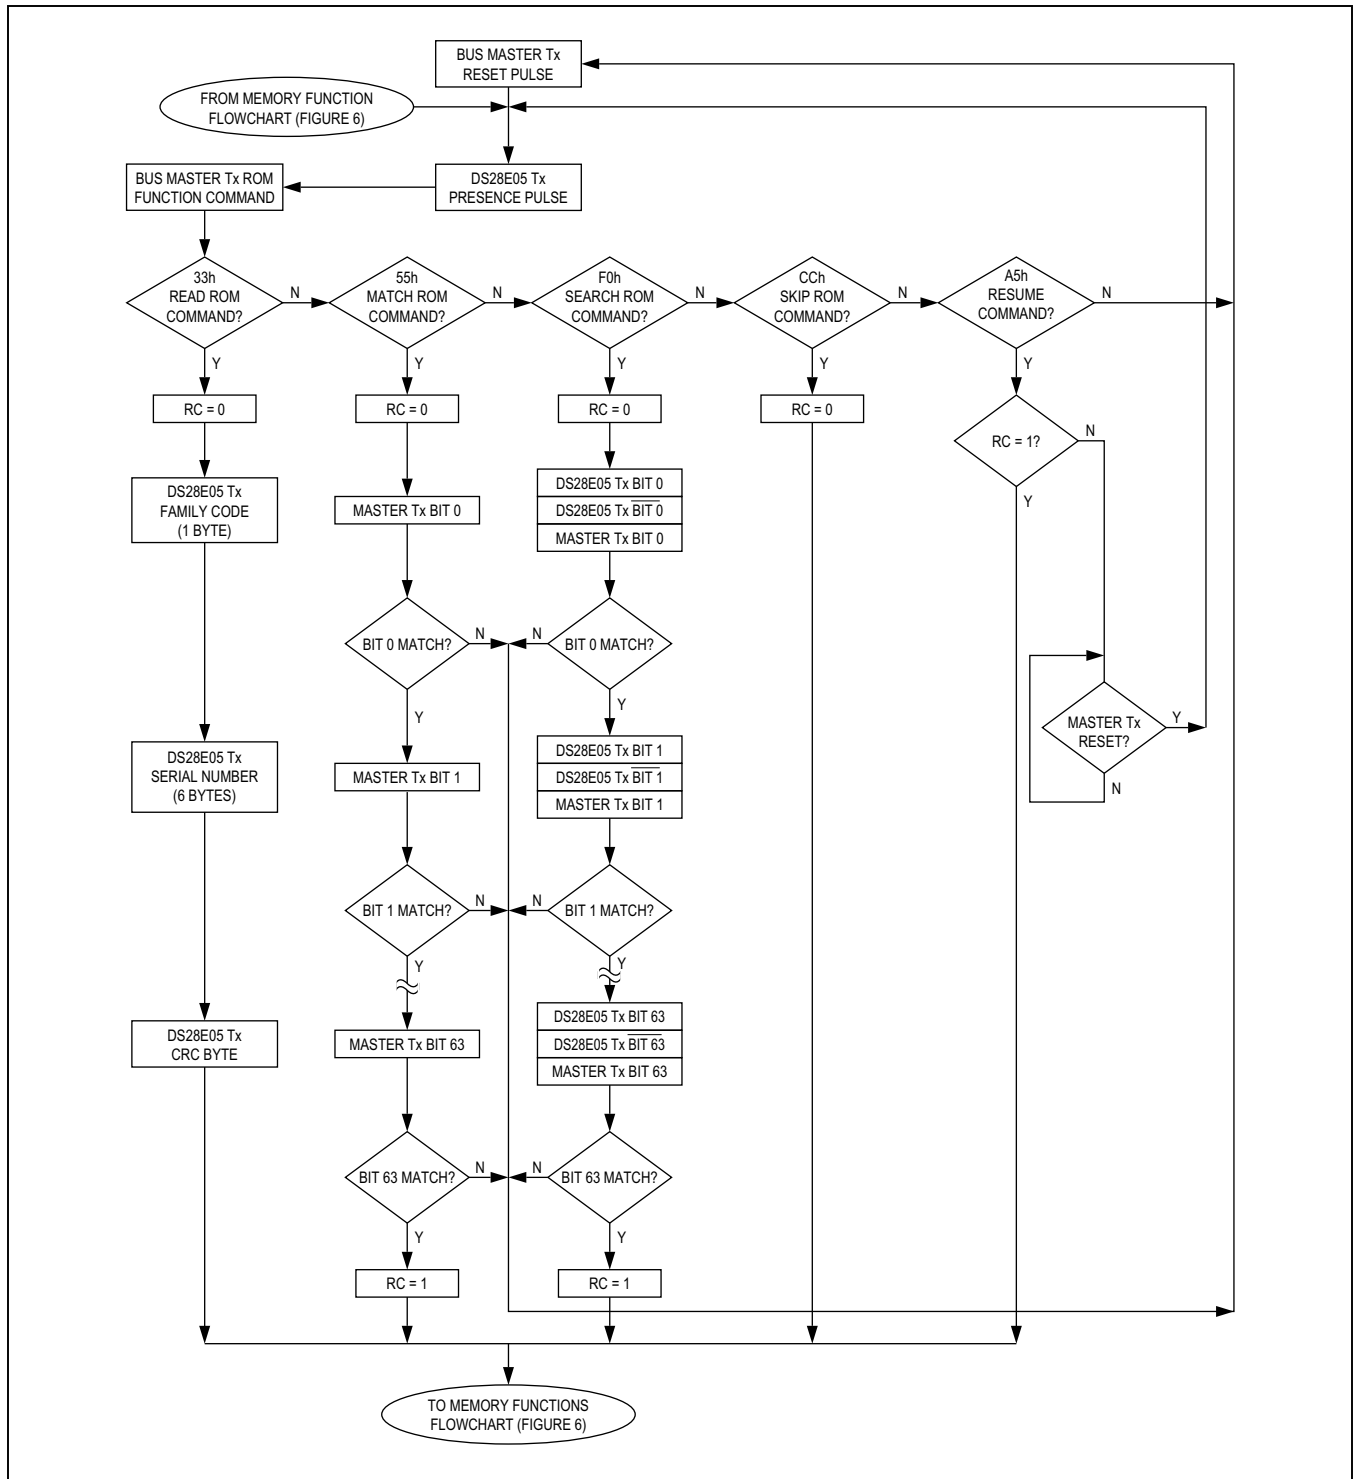 BUS MASTER Tx
RESET PULSE
FROM MEMORY FUNCTION
FLOWCHART (FIGURE 6)
BUS MASTER Tx ROM
FUNCTION COMMAND
DS28E05 Tx
PRESENCE PULSE
33h
READ ROM
COMMAND?
N
55h
MATCH ROM
COMMAND?
N
F0h
SEARCH ROM
COMMAND?
N
CCh
SKIP ROM
COMMAND?
N
A5h
RESUME
COMMAND?
N
Y
Y
Y
Y
Y
RC = 0
RC = 0
RC = 0
RC = 0
RC = 1?
N
Y
DS28E05 Tx
FAMILY CODE
(1 BYTE)
MASTER Tx BIT 0
DS28E05 Tx BIT 0
DS28E05 Tx B̅I̅T̅ ̅0̅
MASTER Tx BIT 0
BIT 0 MATCH?
N
N
BIT 0 MATCH?
Y
Y
MASTER Tx
RESET?
Y
N
DS28E05 Tx
SERIAL NUMBER
(6 BYTES)
MASTER Tx BIT 1
DS28E05 Tx BIT 1
DS28E05 Tx B̅I̅T̅ ̅1̅
MASTER Tx BIT 1
BIT 1 MATCH?
N
N
BIT 1 MATCH?
Y
Y
DS28E05 Tx
CRC BYTE
MASTER Tx BIT 63
DS28E05 Tx BIT 63
DS28E05 Tx B̅I̅T̅ ̅6̅3̅
MASTER Tx BIT 63
BIT 63 MATCH?
N
N
BIT 63 MATCH?
Y
Y
RC = 1
RC = 1
TO MEMORY FUNCTIONS
FLOWCHART (FIGURE 6)